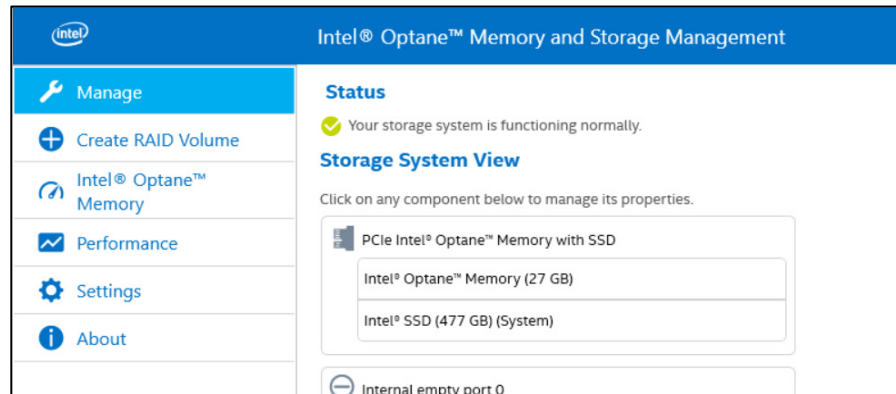 intel
Intel® Optane™ Memory and Storage Management
Manage
Create RAID Volume
Intel® Optane™
Memory
Performance
Settings
About
Status
Your storage system is functioning normally.
Storage System View
Click on any component below to manage its properties.
PCIe Intel® Optane™ Memory with SSD
Intel® Optane™ Memory (27 GB)
Intel® SSD (477 GB) (System)
Internal empty port 0